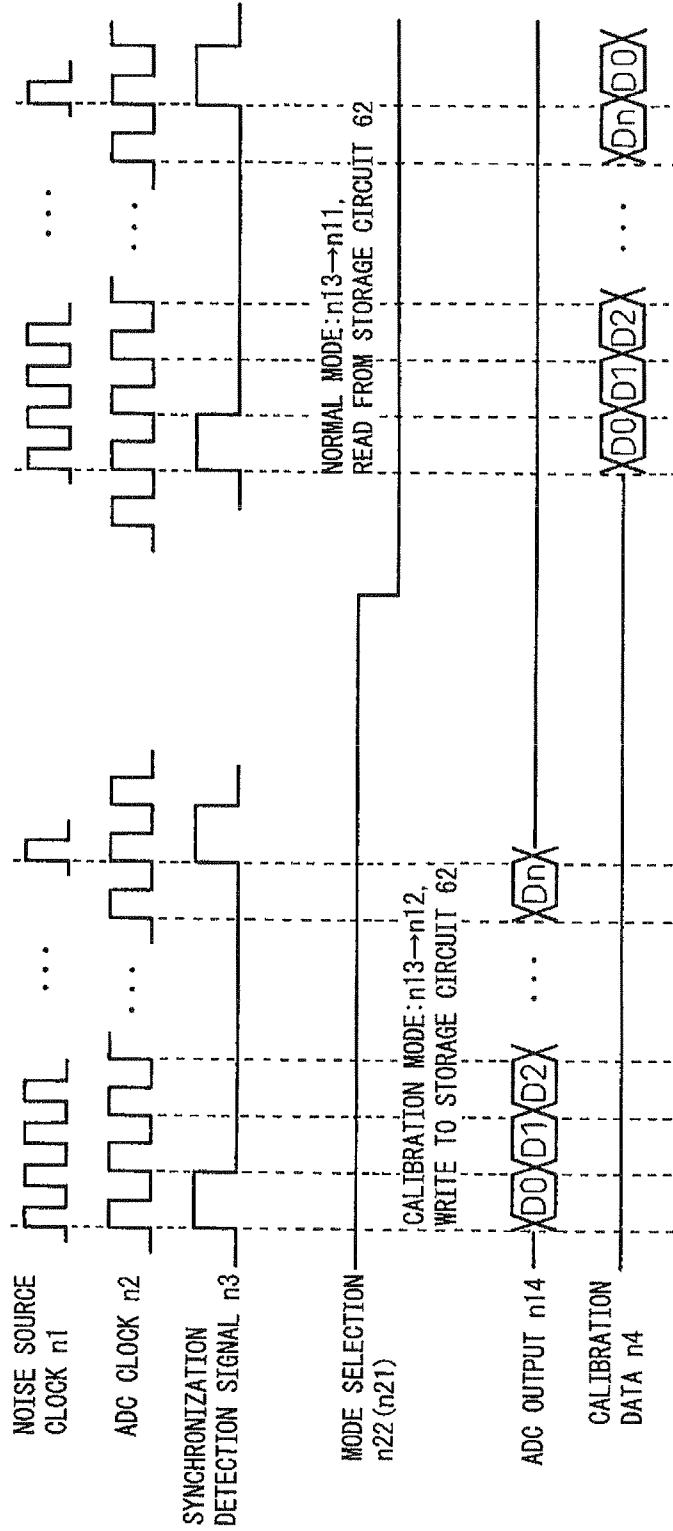 NOISE SOURCE
CLOCK n1
...
...
ADC CLOCK n2
...
...
SYNCHRONIZATION
DETECTION SIGNAL n3
MODE SELECTION
n22(n21)
CALIBRATION MODE:n13→n12,
WRITE TO STORAGE CIRCUIT 62
NORMAL MODE:n13→n11,
READ FROM STORAGE CIRCUIT 62
ADC OUTPUT n14
D0 D1 D2 ... Dn
CALIBRATION
DATA n4
D0 D1 D2 ... Dn D0